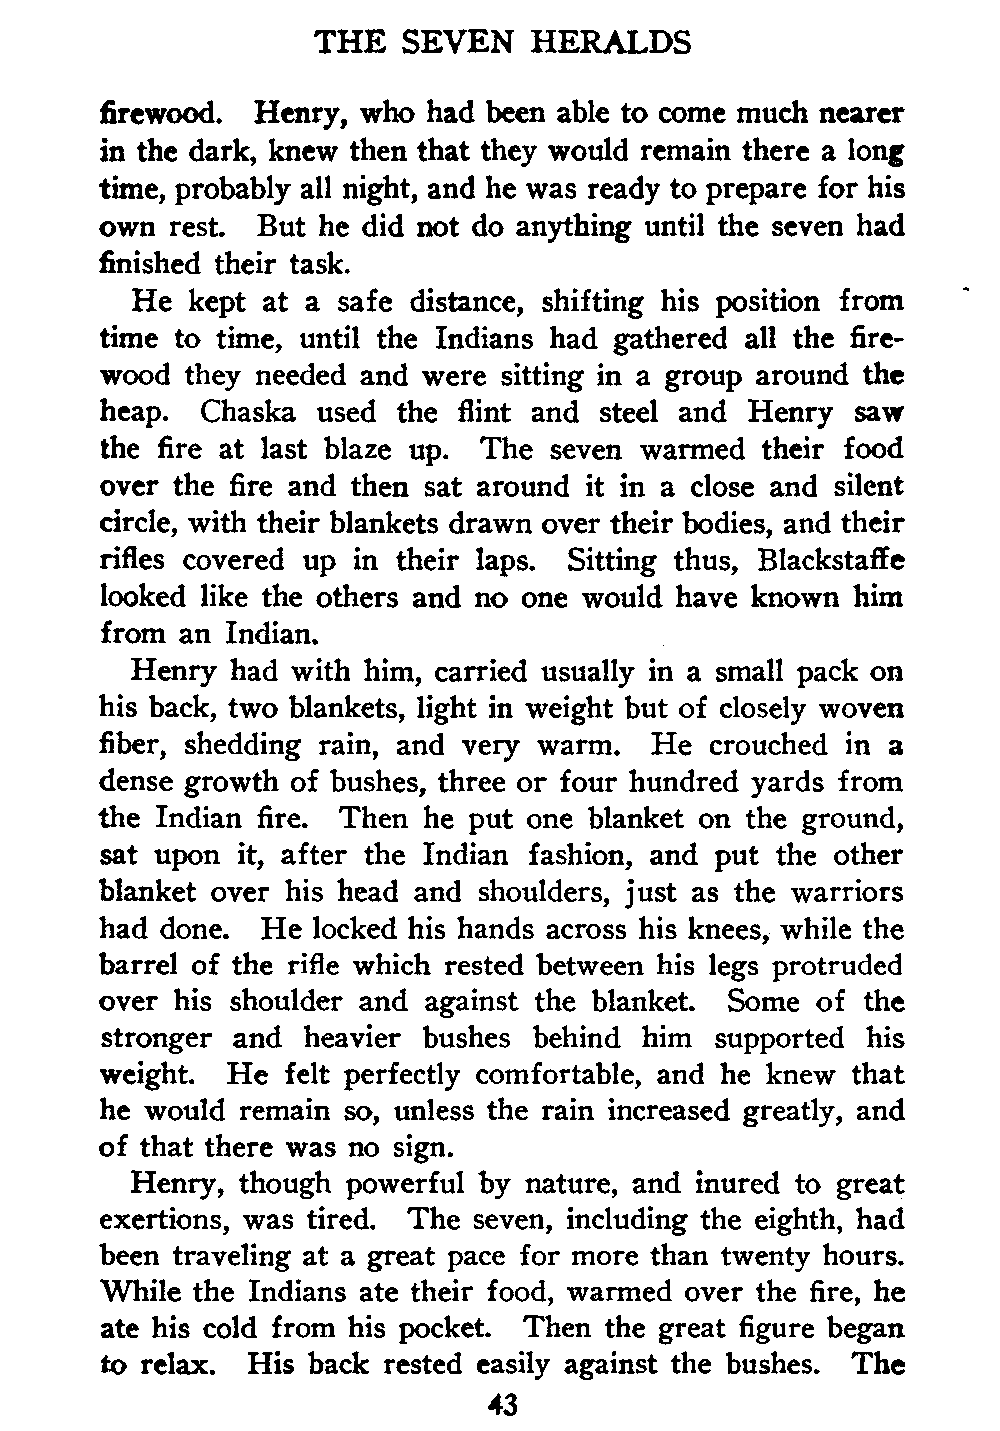 THE SEVEN HERALDS
firewood. Henry, who had been able to come much nearer
in the dark, knew then that they would remain there a long
time, probably all night, and he was ready to prepare for his
own rest. But he did not do anything until the seven had
finished their task.
He kept at a safe distance, shifting his position from
time to time, until the Indians had gathered all the fire-
wood they needed and were sitting in a group around the
heap. Chaska used the flint and steel and Henry saw
the fire at last blaze up. The seven warmed their food
over the fire and then sat around it in a close and silent
circle, with their blankets drawn over their bodies, and their
rifles covered up in their laps. Sitting thus, Blackstaffe
looked like the others and no one would have known him
from an Indian.
Henry had with him, carried usually in a small pack on
his back, two blankets, light in weight but of closely woven
fiber, shedding rain, and very warm. He crouched in a
dense growth of bushes, three or four hundred yards from
the Indian fire. Then he put one blanket on the ground,
sat upon it, after the Indian fashion, and put the other
blanket over his head and shoulders, just as the warriors
had done. He locked his hands across his knees, while the
barrel of the rifle which rested between his legs protruded
over his shoulder and against the blanket. Some of the
stronger and heavier bushes behind him supported his
weight. He felt perfectly comfortable, and he knew that
he would remain so, unless the rain increased greatly, and
of that there was no sign.
Henry, though powerful by nature, and inured to great
exertions, was tired. The seven, including the eighth, had
been traveling at a great pace for more than twenty hours.
While the Indians ate their food, warmed over the fire, he
ate his cold from his pocket. Then the great figure began
to relax. His back rested easily against the bushes. The
43